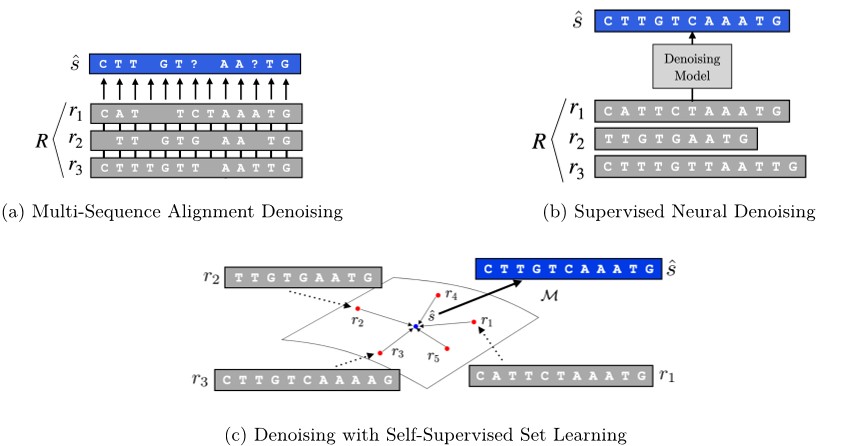 ŝ C T T G T ? A A ? T G
r₁ C A T T C T A A A T G
R r₂ T T G T G A A T G
r₃ C T T T G T T A A T T G
(a) Multi-Sequence Alignment Denoising
ŝ C T T G T C A A A T G
Denoising
Model
r₁ C A T T C T A A A T G
R r₂ T T G T G A A T G
r₃ C T T T G T T A A T T G
(b) Supervised Neural Denoising
r₂ T T G T G A A T G
C T T G T C A A A T G ŝ
ℳ
r₄
ŝ
r₂
r₁
r₃
r₅
r₃ C T T G T C A A A A G
C A T T C T A A A T G r₁
(c) Denoising with Self-Supervised Set Learning